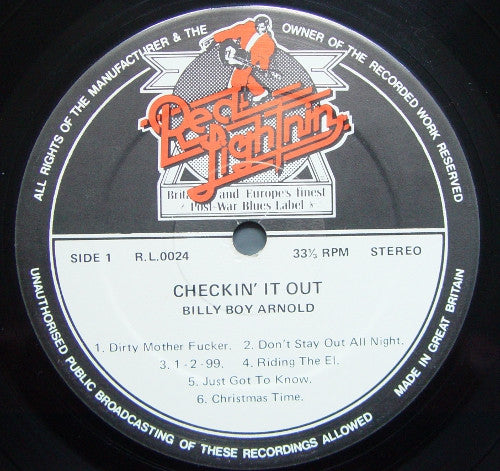 ALL RIGHTS OF THE MANUFACTURER & THE OWNER OF THE RECORDED WORK RESERVED
Red
Lightnin'
and Europe's finest
Post-War Blues Label
SIDE 1 R.L.0024 33⅓ RPM STEREO
CHECKIN' IT OUT
BILLY BOY ARNOLD
1. Dirty Mother Fucker. 2. Don't Stay Out All Night.
3. 1 - 2 - 99. 4. Riding The El.
5. Just Got To Know.
6. Christmas Time.
UNAUTHORISED PUBLIC BROADCASTING OF THESE RECORDINGS ALLOWED
MADE IN GREAT BRITAIN